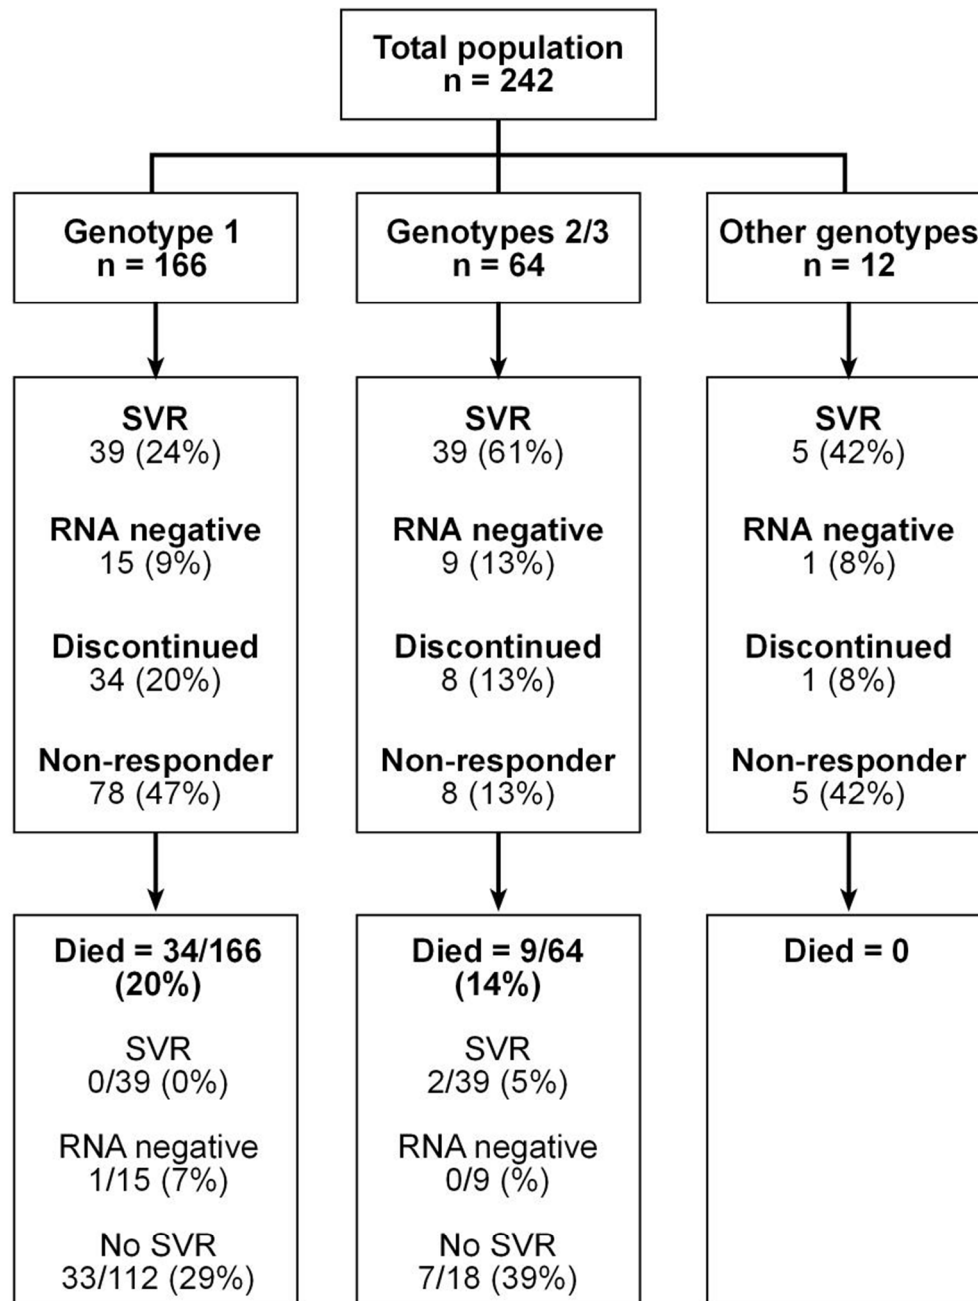 Total population
n = 242
Genotype 1
n = 166
Genotypes 2/3
n = 64
Other genotypes
n = 12
SVR
39 (24%)
RNA negative
15 (9%)
Discontinued
34 (20%)
Non-responder
78 (47%)
SVR
39 (61%)
RNA negative
9 (13%)
Discontinued
8 (13%)
Non-responder
8 (13%)
SVR
5 (42%)
RNA negative
1 (8%)
Discontinued
1 (8%)
Non-responder
5 (42%)
Died = 34/166
(20%)
SVR
0/39 (0%)
RNA negative
1/15 (7%)
No SVR
33/112 (29%)
Died = 9/64
(14%)
SVR
2/39 (5%)
RNA negative
0/9 (%)
No SVR
7/18 (39%)
Died = 0